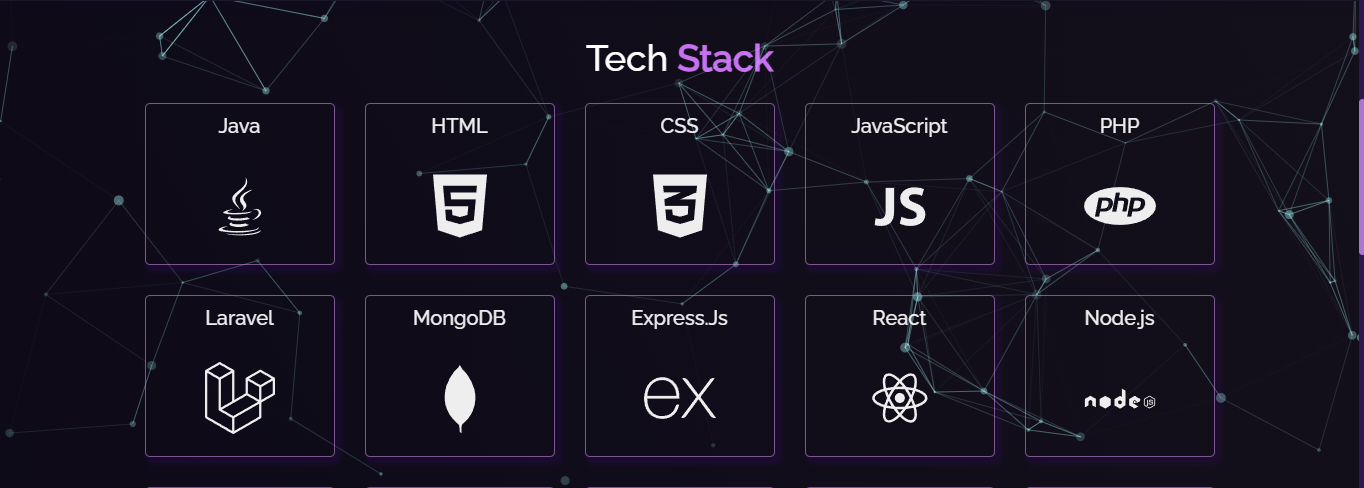 Tech Stack
Java HTML CSS JavaScript PHP
5 3 JS php
Laravel MongoDB Express.Js React Node.js
ex node JS